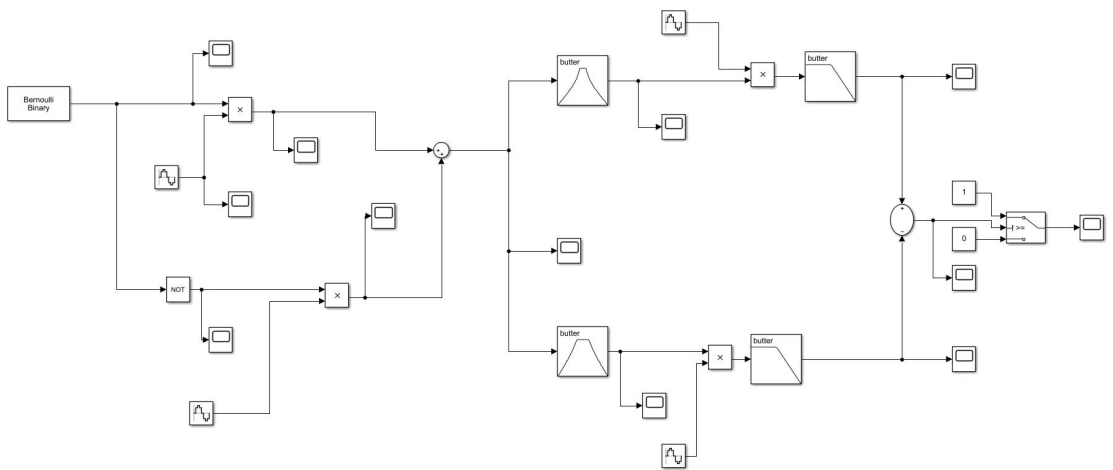 butter
butter
Bernoulli
Binary
×
×
+
+
1
+
−
>=
0
NOT
×
butter
butter
×